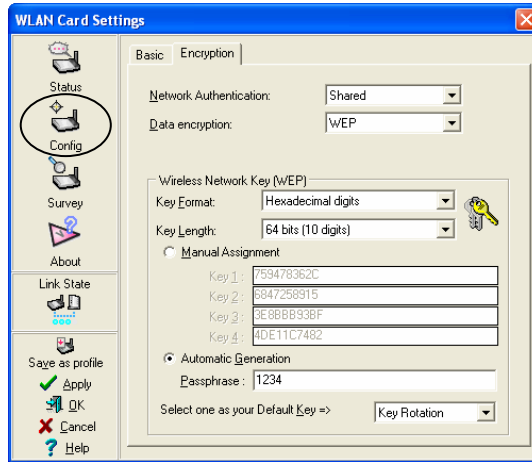 WLAN Card Settings
Status
Config
Survey
About
Link State
Save as profile
Apply
OK
Cancel
Help
Basic Encryption
Network Authentication: Shared
Data encryption: WEP
Wireless Network Key (WEP)
Key Format: Hexadecimal digits
Key Length: 64 bits (10 digits)
Manual Assignment
Key 1 : 759478362C
Key 2 : 6847258915
Key 3 : 3E8BBB93BF
Key 4 : 4DE11C7482
Automatic Generation
Passphrase : 1234
Select one as your Default Key => Key Rotation